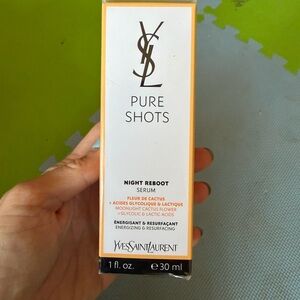 YSL
PURE
SHOTS
NIGHT REBOOT
SERUM
FLEUR DE CACTUS
+ ACIDES GLYCOLIQUE & LACTIQUE
MOONLIGHT CACTUS FLOWER
+ GLYCOLIC & LACTIC ACIDS
ÉNERGISANT & RESURFAÇANT
ENERGIZING & RESURFACING
YVES SAINT LAURENT
1 fl. oz. ℮ 30 ml